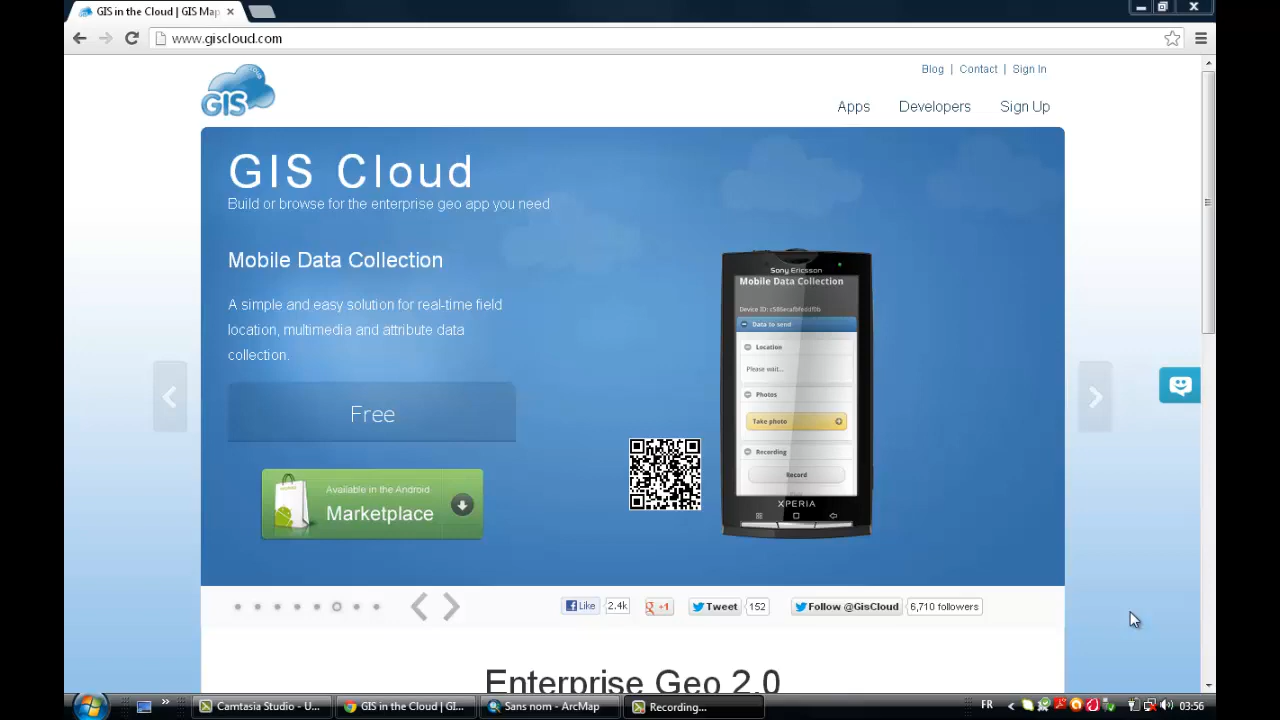 GIS in the Cloud | GIS Map
www.giscloud.com
Blog | Contact | Sign In
GIS
Apps Developers Sign Up
GIS Cloud
Build or browse for the enterprise geo app you need
Mobile Data Collection
A simple and easy solution for real-time field
location, multimedia and attribute data
collection.
Free
Available in the Android
Marketplace
Sony Ericsson
Mobile Data Collection
Device ID:
Data to send
Location
Please wait...
Photos
Take photo
Recording
Record
XPERIA
Like 2.4k +1 Tweet 152 Follow @GisCloud 6,710 followers
Enterprise Geo 2.0
Camtasia Studio - U... GIS in the Cloud | GI... Sans nom - ArcMap Recording... FR 03:56